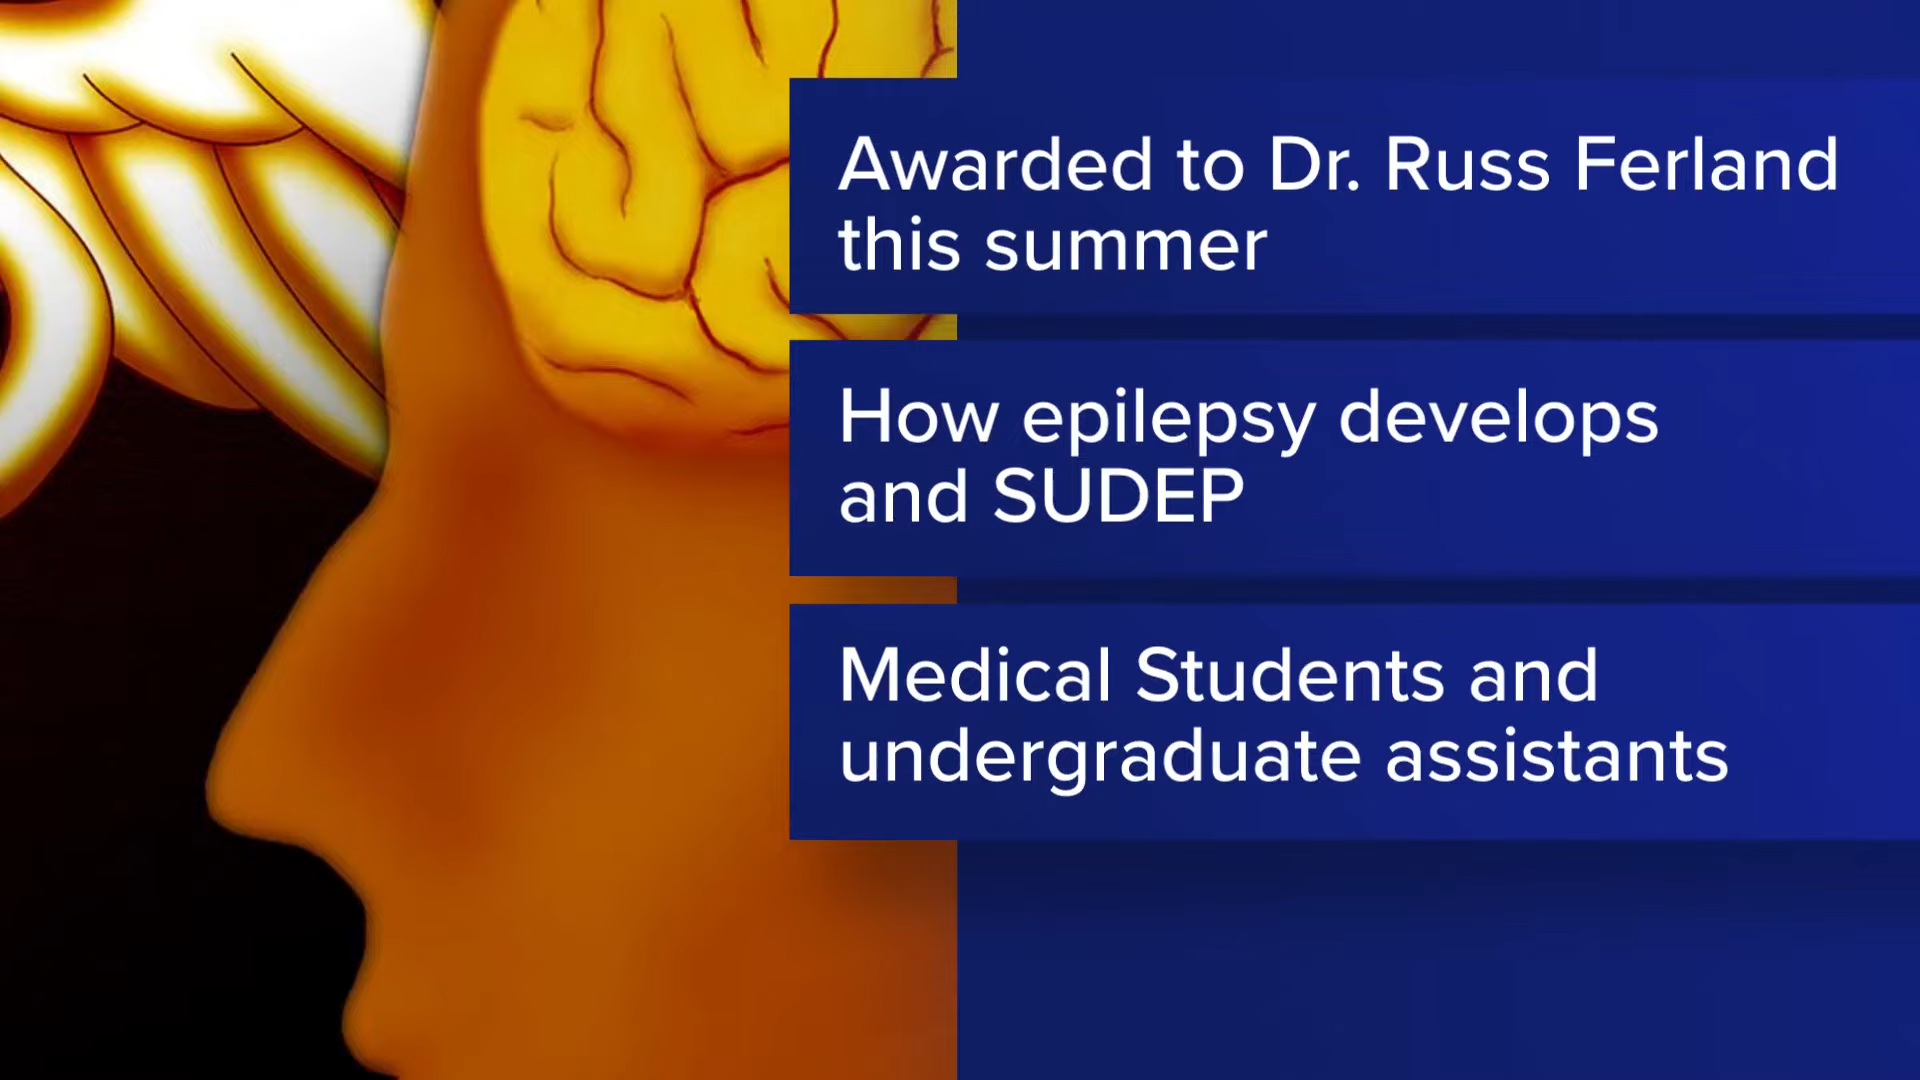 Awarded to Dr. Russ Ferland
this summer
How epilepsy develops
and SUDEP
Medical Students and
undergraduate assistants